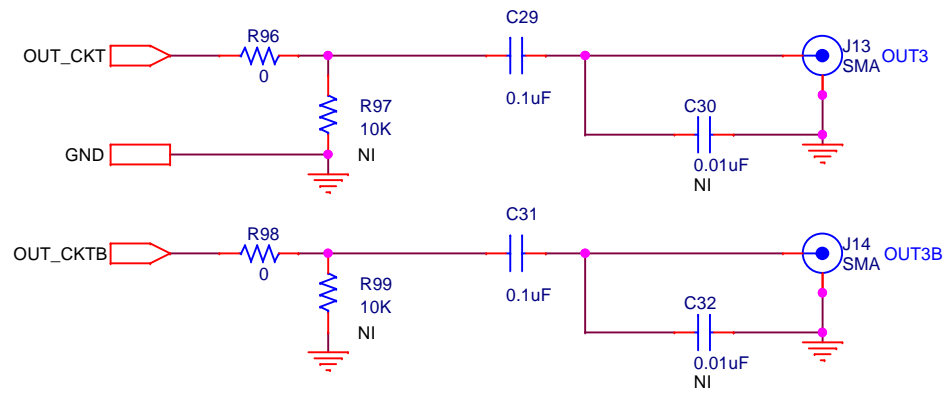 C29
R96
J13
OUT_CKT
SMA
OUT3
0
0.1uF
R97
10K
NI
C30
0.01uF
NI
GND
C31
R98
J14
OUT_CKTB
SMA
OUT3B
0
0.1uF
R99
10K
NI
C32
0.01uF
NI